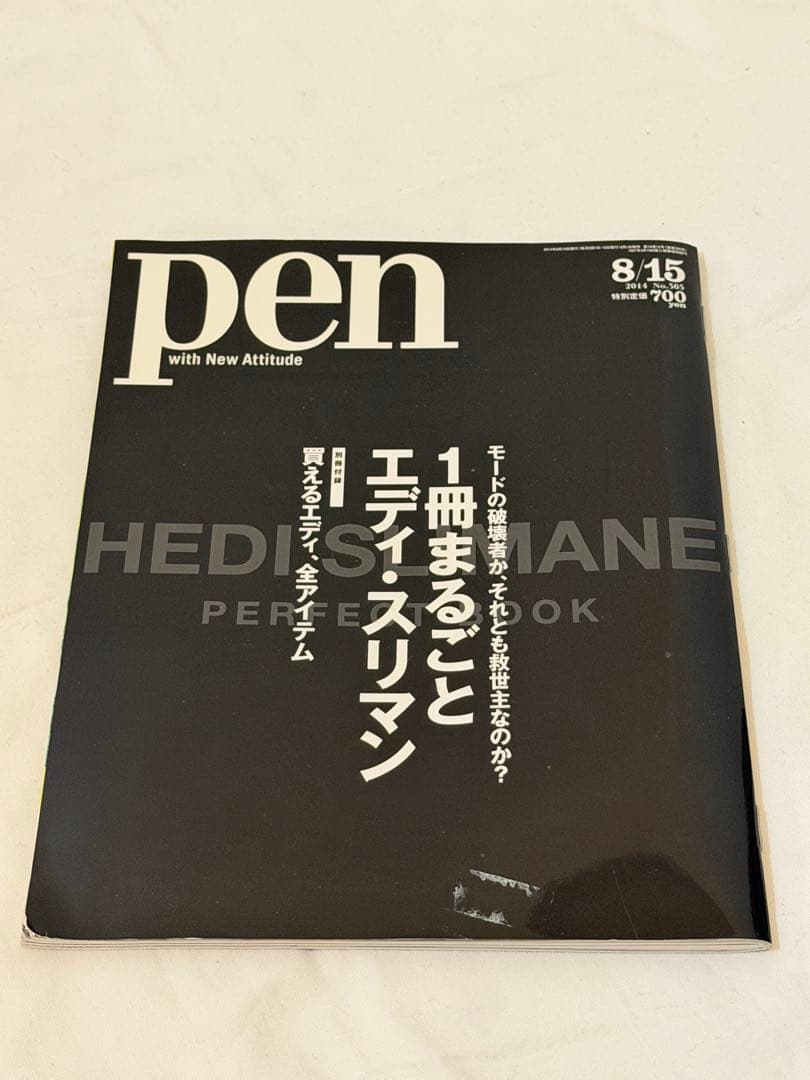 pen
with New Attitude
8/15
2014 No.365
特別定価 700
yen
モードの破壊者か、それとも救世主なのか?
1冊まるごと
エディ・スリマン
別冊付録
買えるエディ、全アイテム
HEDI SLIMANE
PERFECT BOOK